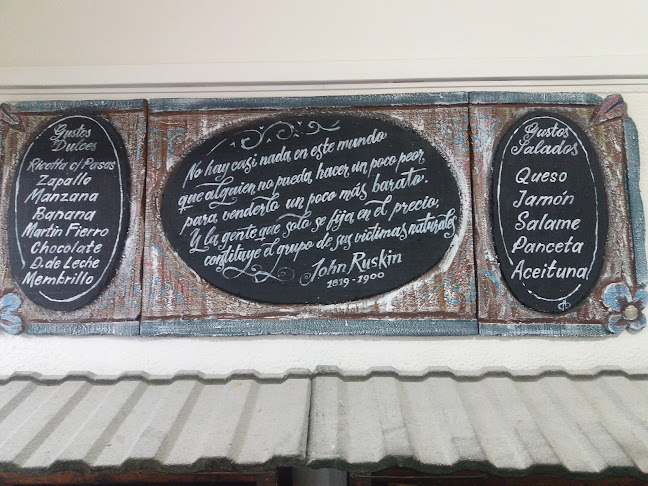 Gustos
Dulces
Ricotta c/ Pasas
Zapallo
Manzana
Banana
Martin Fierro
Chocolate
D. de Leche
Membrillo
No hay casi nada en este mundo
que alguien no pueda hacer un poco peor
para venderlo un poco más barato.
Y la gente que solo se fija en el precio,
constituye el grupo de sus victimas naturales
John Ruskin
1819 - 1900
Gustos
Salados
Queso
Jamón
Salame
Panceta
Aceituna